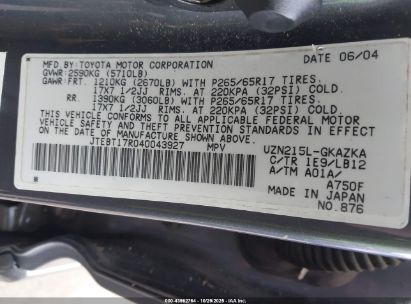 MFD. BY: TOYOTA MOTOR CORPORATION DATE 06/04
GVWR: 2590KG (5710LB)
GAWR: FRT. 1210KG (2670LB) WITH P265/65R17 TIRES.
17X7 1/2JJ RIMS. AT 220KPA (32PSI) COLD.
RR. 1390KG (3060LB) WITH P265/65R17 TIRES.
17X7 1/2JJ RIMS. AT 220KPA (32PSI) COLD.
THIS VEHICLE CONFORMS TO ALL APPLICABLE FEDERAL MOTOR
VEHICLE SAFETY STANDARDS IN EFFECT ON THE
DATE OF MANUFACTURE SHOWN ABOVE.
JTEBT17R040043927 MPV
UZN215L-GKAZKA
C/TR 1E9/LB12
A/TM A01A/
A750F
MADE IN JAPAN
NO.876